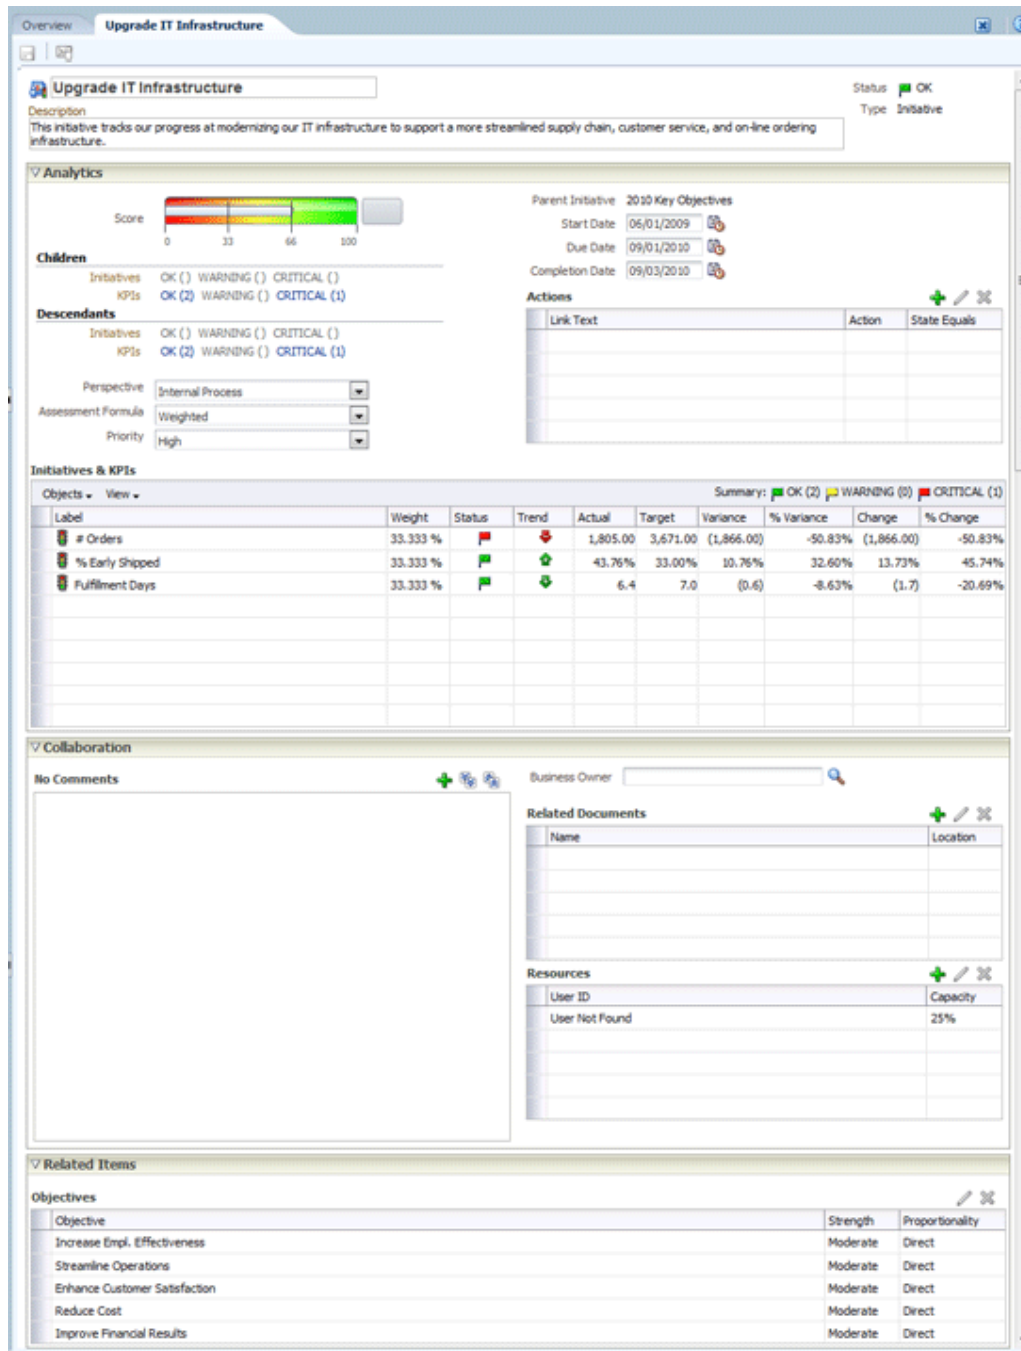 Overview Upgrade IT Infrastructure
Upgrade IT Infrastructure
Status OK
Description
Type Initiative
This initiative tracks our progress at modernizing our IT infrastructure to support a more streamlined supply chain, customer service, and on-line ordering
infrastructure.
Analytics
Score
0 33 66 100
Children
Initiatives OK ( ) WARNING ( ) CRITICAL ( )
KPIs OK (2) WARNING ( ) CRITICAL (1)
Descendants
Initiatives OK ( ) WARNING ( ) CRITICAL ( )
KPIs OK (2) WARNING ( ) CRITICAL (1)
Perspective Internal Process
Assessment Formula Weighted
Priority High
Parent Initiative 2010 Key Objectives
Start Date 06/01/2009
Due Date 09/01/2010
Completion Date 09/03/2010
Actions
Link Text Action State Equals
Initiatives & KPIs
Objects View Summary: OK (2) WARNING (0) CRITICAL (1)
Label Weight Status Trend Actual Target Variance % Variance Change % Change
# Orders 33.333 % 1,805.00 3,671.00 (1,866.00) -50.83% (1,866.00) -50.83%
% Early Shipped 33.333 % 43.76% 33.00% 10.76% 32.60% 13.73% 45.74%
Fulfillment Days 33.333 % 6.4 7.0 (0.6) -8.63% (1.7) -20.69%
Collaboration
No Comments
Business Owner
Related Documents
Name Location
Resources
User ID Capacity
User Not Found 25%
Related Items
Objectives
Objective Strength Proportionality
Increase Empl. Effectiveness Moderate Direct
Streamline Operations Moderate Direct
Enhance Customer Satisfaction Moderate Direct
Reduce Cost Moderate Direct
Improve Financial Results Moderate Direct